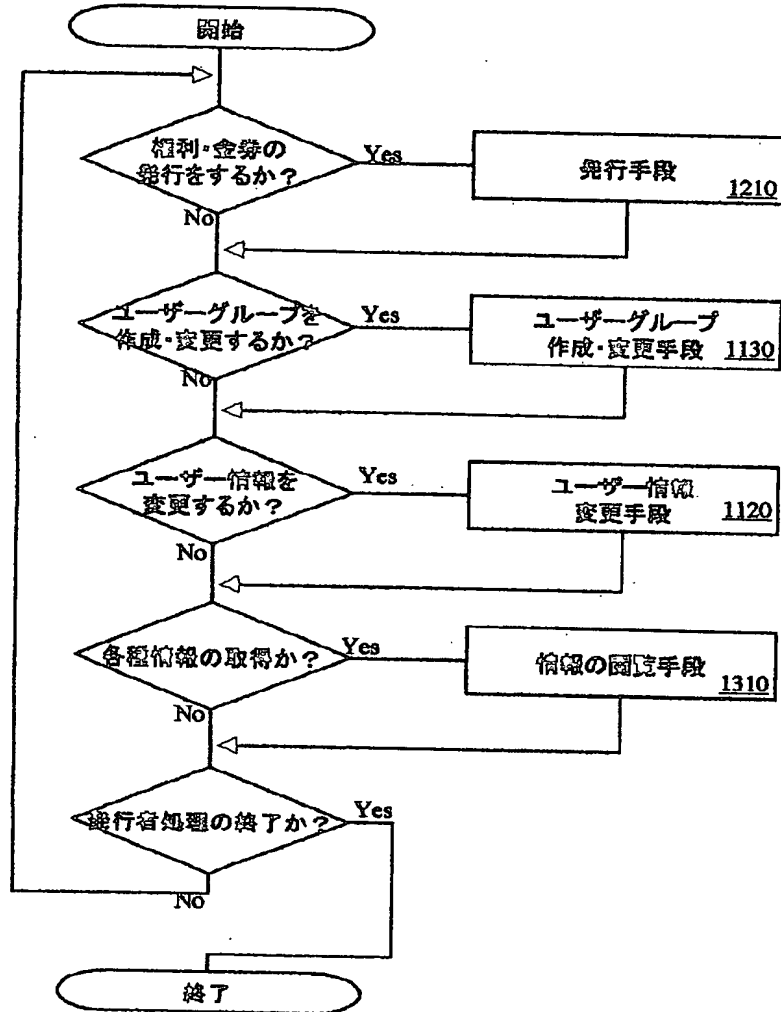 開始
権利・金券の
発行をするか？
Yes
発行手段
1210
No
ユーザーグループを
作成・変更するか？
Yes
ユーザーグループ
作成・変更手段 1130
No
ユーザー情報を
変更するか？
Yes
ユーザー情報
変更手段 1120
No
各種情報の取得か？
Yes
情報の閲覧手段
1310
No
発行者処理の終了か？
Yes
No
終了